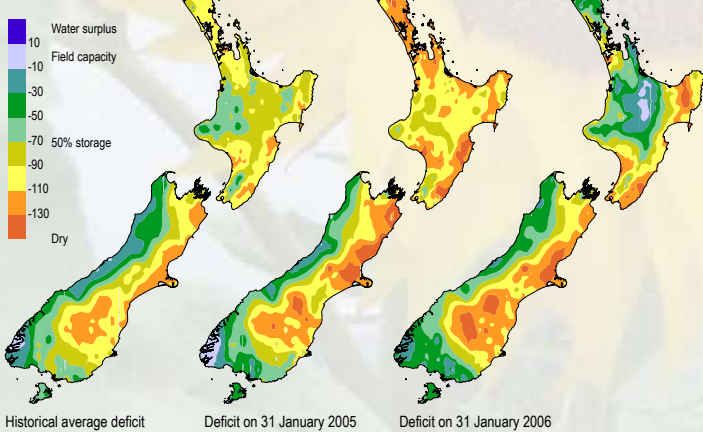 Water surplus
10
Field capacity
-10
-30
-50
-70
50% storage
-90
-110
-130
Dry
Historical average deficit
Deficit on 31 January 2005
Deficit on 31 January 2006